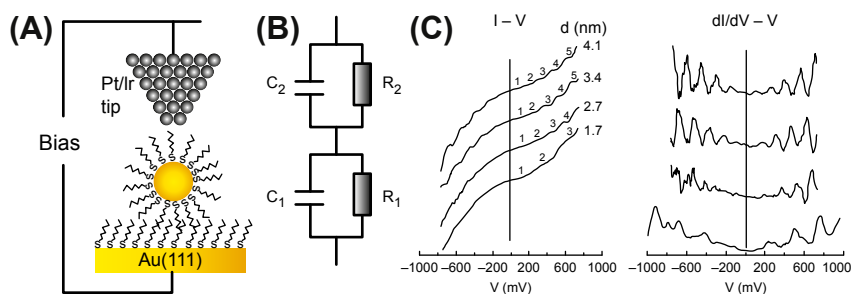 (A)
Pt/Ir
tip
Bias
S S S S S S S S S S S S S S S S
S S S S S S S S S S S
Au(111)
(B)
C2
R2
C1
R1
(C)
I – V
d (nm)
1 2 3 4 5 4.1
1 2 3 4 5 3.4
1 2 3 4 2.7
1 2 3 1.7
–1000 –600 –200 200 600 1000
V (mV)
dI/dV – V
–1000 –600 –200 200 600 1000
V (mV)